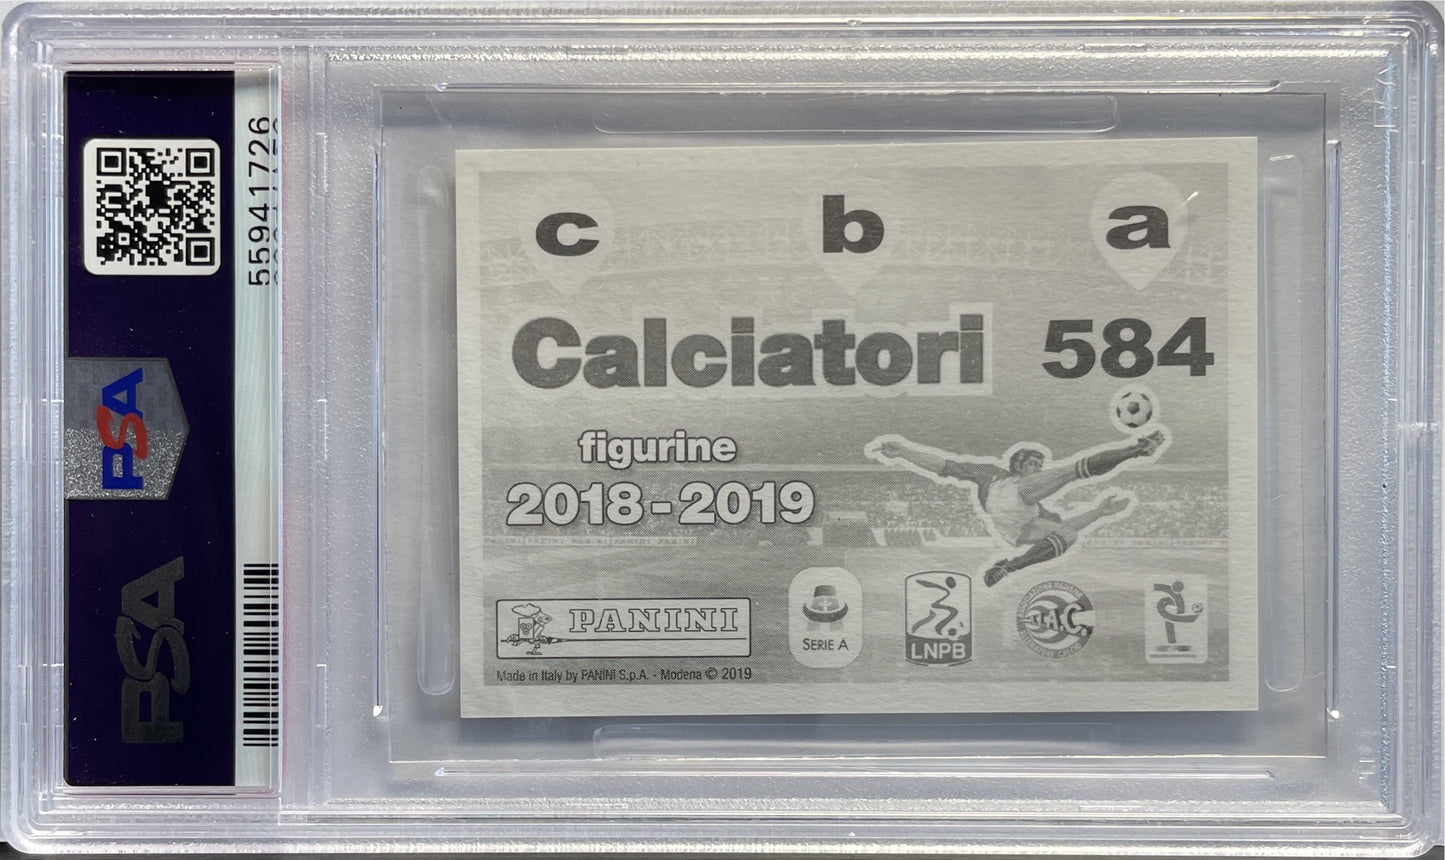 55941726
PSA
PSA
c b a
Calciatori 584
figurine
2018-2019
PANINI
SERIE A
LNPB
Made in Italy by PANINI S.p.A. - Modena © 2019